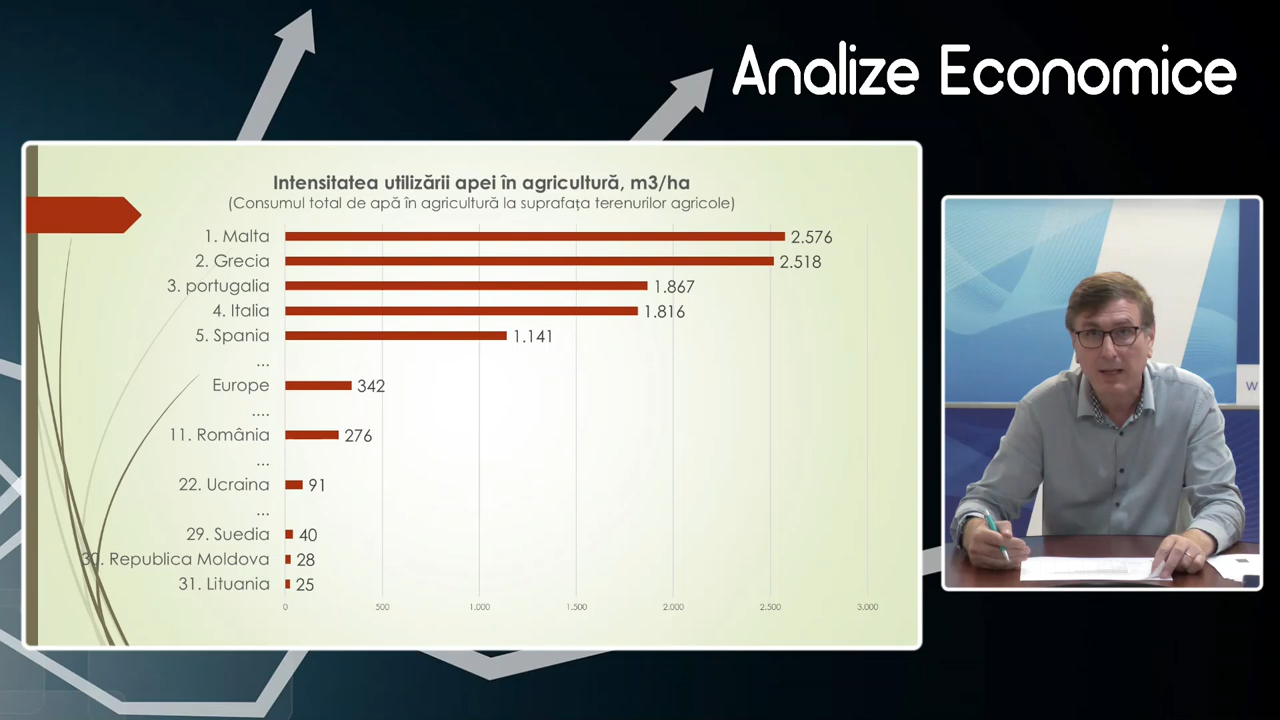 Analize Economice
Intensitatea utilizării apei în agricultură, m3/ha
(Consumul total de apă în agricultură la suprafața terenurilor agricole)
1. Malta 2.576
2. Grecia 2.518
3. portugalia 1.867
4. Italia 1.816
5. Spania 1.141
...
Europe 342
....
11. România 276
...
22. Ucraina 91
...
29. Suedia 40
30. Republica Moldova 28
31. Lituania 25
0 500 1.000 1.500 2.000 2.500 3.000
W